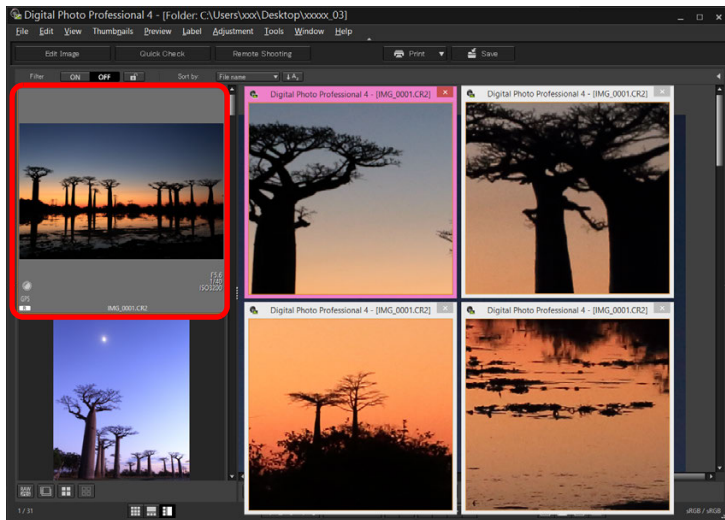 Digital Photo Professional 4 - [Folder: C:\Users\xxx\Desktop\xxxxx_03]
File Edit View Thumbnails Preview Label Adjustment Tools Window Help
Edit Image Quick Check Remote Shooting Print Save
Filter ON OFF Sort by File name
Digital Photo Professional 4 - [IMG_0001.CR2]
Digital Photo Professional 4 - [IMG_0001.CR2]
F5.6
1/40
ISO3200
GPS
R
IMG_0001.CR2
Digital Photo Professional 4 - [IMG_0001.CR2]
Digital Photo Professional 4 - [IMG_0001.CR2]
RAW
1 / 31
sRGB / sRGB